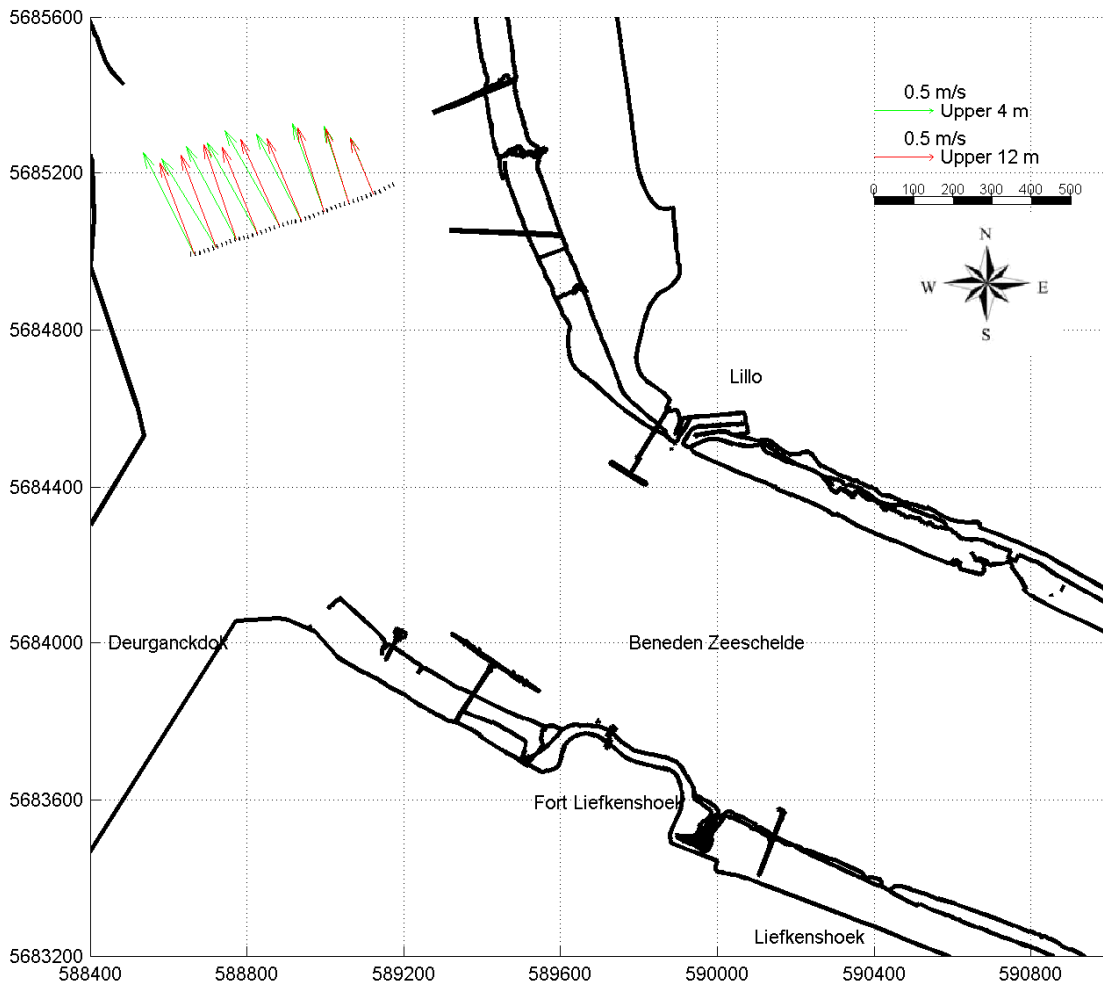 5685600
0.5 m/s
Upper 4 m
0.5 m/s
Upper 12 m
5685200
0 100 200 300 400 500
N
W E
S
5684800
Lillo
5684400
5684000
Deurganckdok
Beneden Zeeschelde
5683600
Fort Liefkenshoek
Liefkenshoek
5683200
588400 588800 589200 589600 590000 590400 590800